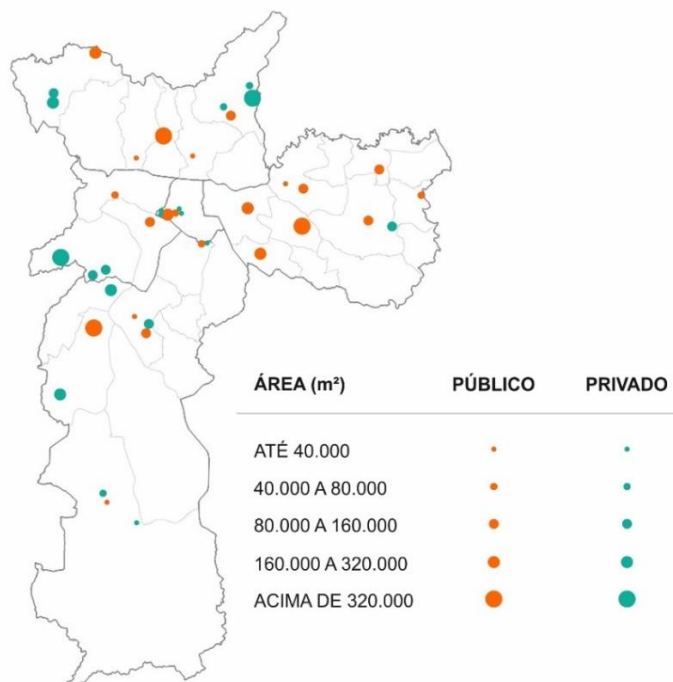 ÁREA (m²) PÚBLICO PRIVADO
ATÉ 40.000
40.000 A 80.000
80.000 A 160.000
160.000 A 320.000
ACIMA DE 320.000